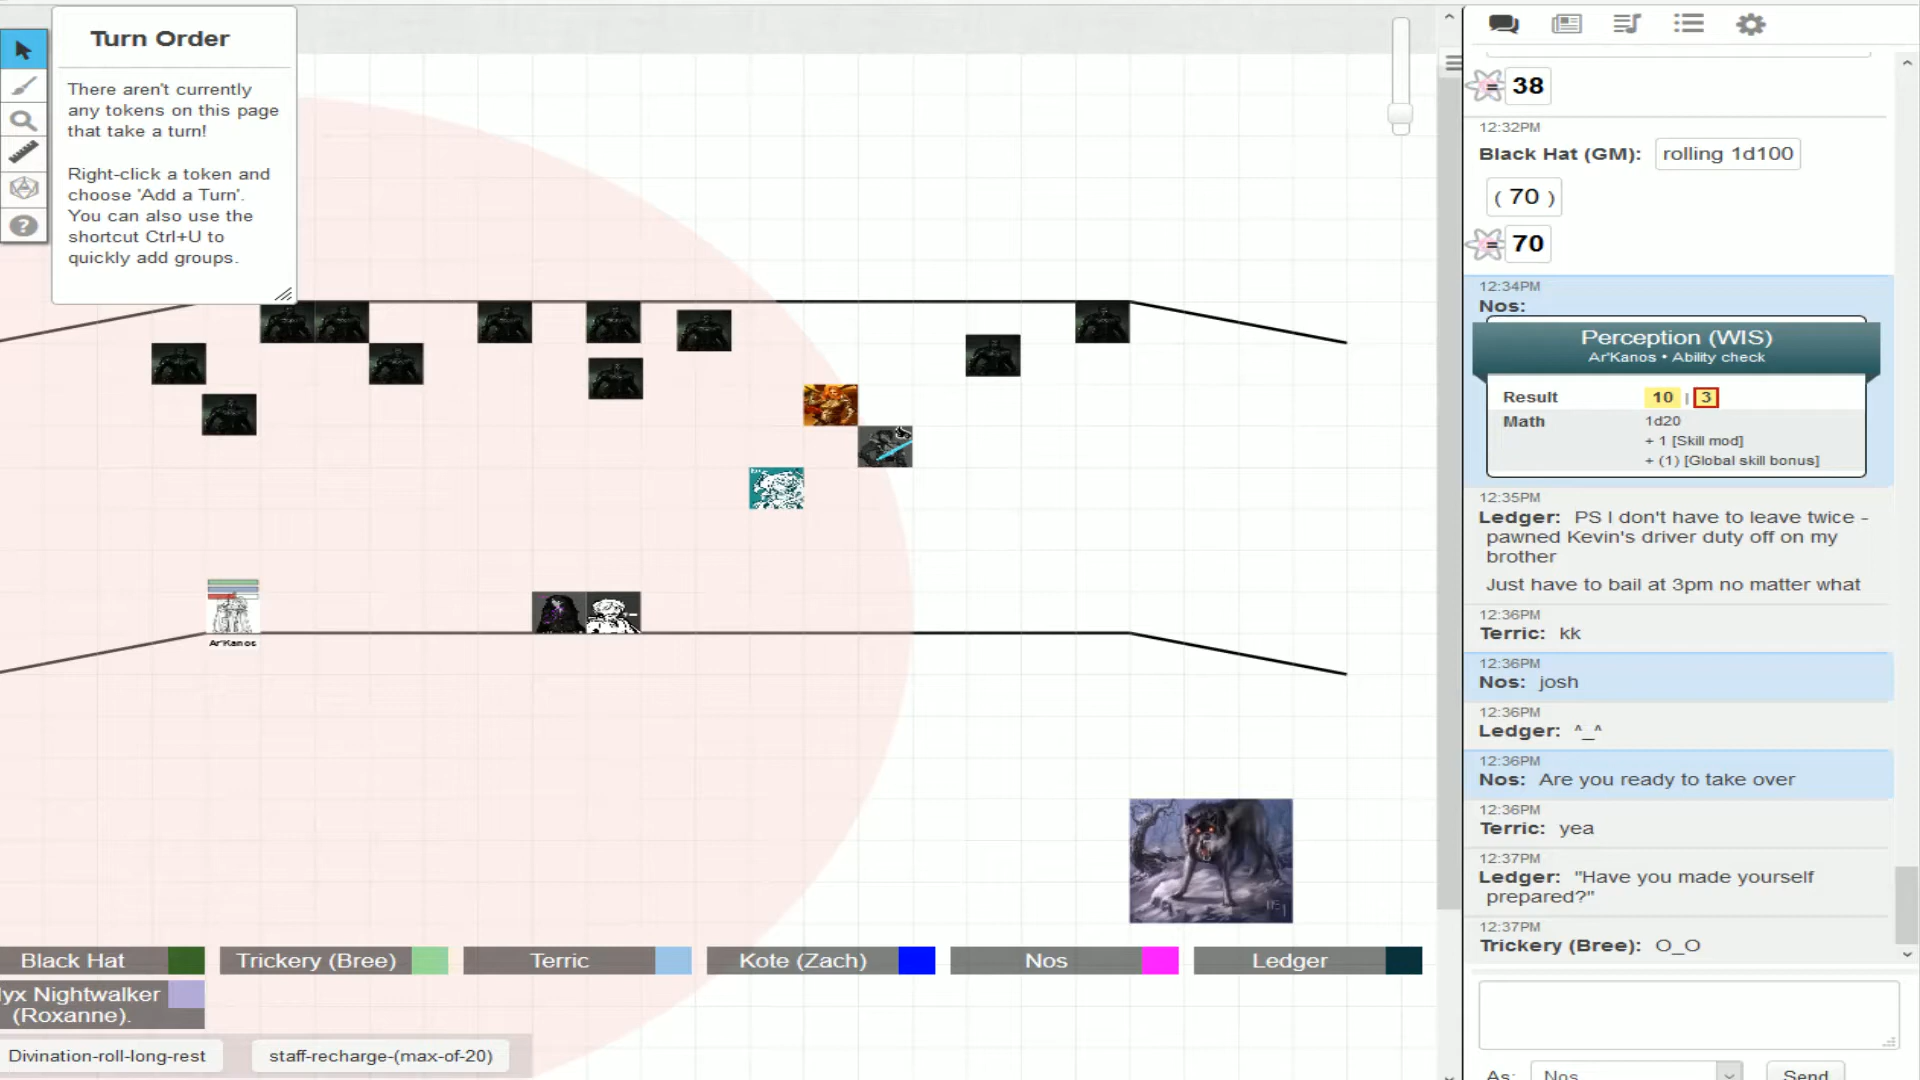 Turn Order
There aren't currently
any tokens on this page
that take a turn!
Right-click a token and
choose 'Add a Turn'.
You can also use the
shortcut Ctrl+U to
quickly add groups.
Ar'Kanos
Black Hat
Trickery (Bree)
Terric
Kote (Zach)
Nos
Ledger
yx Nightwalker
(Roxanne).
Divination-roll-long-rest
staff-recharge-(max-of-20)
= 38
12:32PM
Black Hat (GM): rolling 1d100
( 70 )
= 70
12:34PM
Nos:
Perception (WIS)
Ar'Kanos • Ability check
Result 10 | 3
Math 1d20
+ 1 [Skill mod]
+ (1) [Global skill bonus]
12:35PM
Ledger: PS I don't have to leave twice -
pawned Kevin's driver duty off on my
brother
Just have to bail at 3pm no matter what
12:36PM
Terric: kk
12:36PM
Nos: josh
12:36PM
Ledger: ^_^
12:36PM
Nos: Are you ready to take over
12:36PM
Terric: yea
12:37PM
Ledger: "Have you made yourself
prepared?"
12:37PM
Trickery (Bree): O_O
As: Nos Send